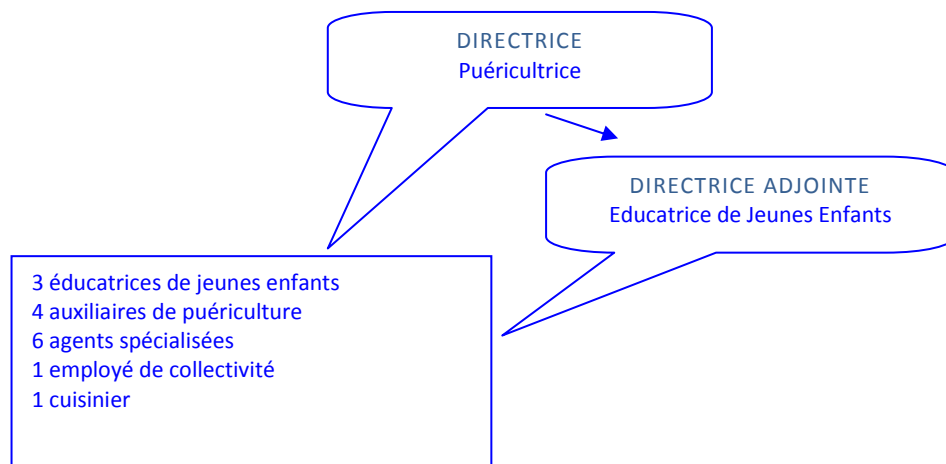 DIRECTRICE
Puéricultrice
DIRECTRICE ADJOINTE
Educatrice de Jeunes Enfants
3 éducatrices de jeunes enfants
4 auxiliaires de puériculture
6 agents spécialisées
1 employé de collectivité
1 cuisinier